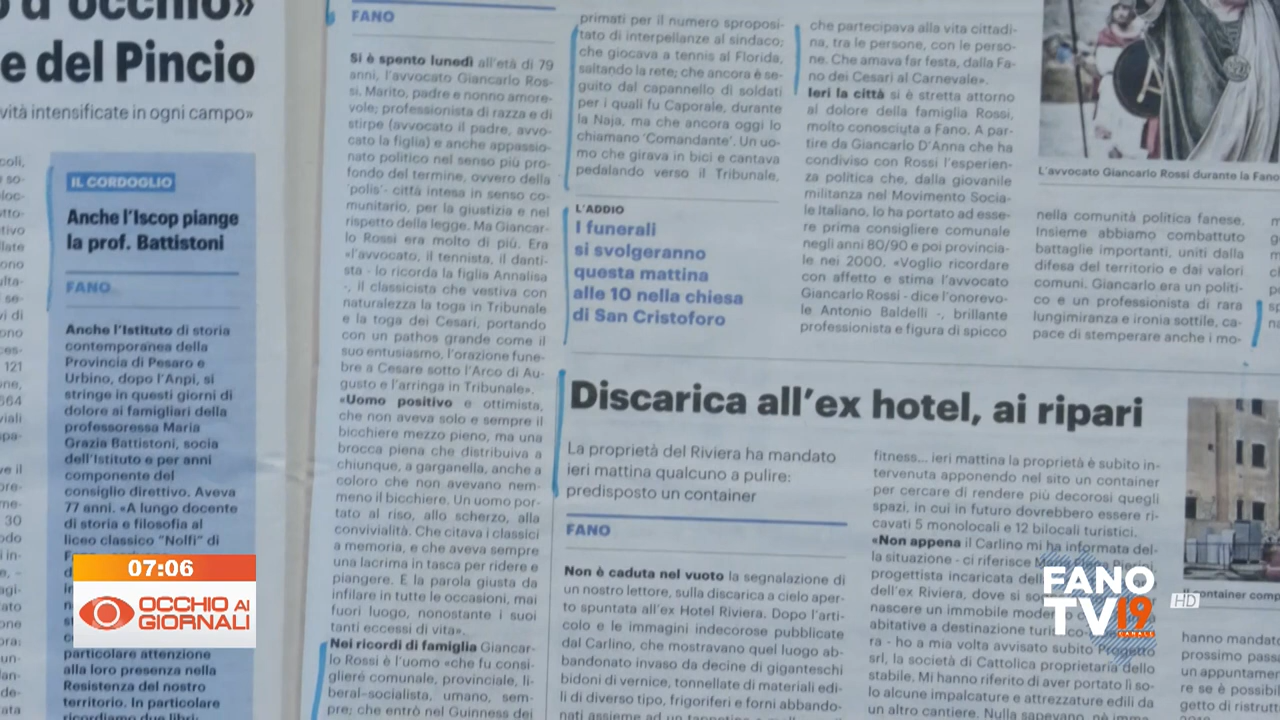 d'occhio»
e del Pincio
vità intensificate in ogni campo»
IL CORDOGLIO
Anche l'Iscop piange
la prof. Battistoni
FANO
Anche l'Istituto di storia
contemporanea della
Provincia di Pesaro e
Urbino, dopo l'Anpi, si
stringe in questi giorni di
dolore ai famigliari della
professoressa Maria
Grazia Battistoni, socia
dell'Istituto e per anni
componente del
consiglio direttivo. Aveva
77 anni. «A lungo docente
di storia e filosofia al
liceo classico "Nolfi" di
particolare attenzione
alla loro presenza nella
Resistenza del nostro
territorio. In particolare
ricordiamo due libri:
FANO
Si è spento lunedì all'età di 79
anni, l'avvocato Giancarlo Ros-
si. Marito, padre e nonno amore-
vole; professionista di razza e di
stirpe (avvocato il padre, avvo-
cato la figlia) e anche appassio-
nato politico nel senso più pro-
fondo del termine, ovvero della
'polis'- città intesa in senso co-
munitario, per la giustizia e nel
rispetto della legge. Ma Giancar-
lo Rossi era molto di più. Era
«l'avvocato, il tennista, il danti-
sta - lo ricorda la figlia Annalisa
-, il classicista che vestiva con
naturalezza la toga in Tribunale
e la toga dei Cesari, portando
con un pathos grande come il
suo entusiasmo, l'orazione fune-
bre a Cesare sotto l'Arco di Au-
gusto e l'arringa in Tribunale».
«Uomo positivo e ottimista,
che non aveva solo e sempre il
bicchiere mezzo pieno, ma una
brocca piena che distribuiva a
chiunque, a garganella, anche a
coloro che non avevano nem-
meno il bicchiere. Un uomo por-
tato al riso, allo scherzo, alla
convivialità. Che citava i classici
a memoria, e che aveva sempre
una lacrima in tasca per ridere e
piangere. E la parola giusta da
infilare in tutte le occasioni, mai
fuori luogo, nonostante i suoi
tanti eccessi di vita».
Nei ricordi di famiglia Giancar-
lo Rossi è l'uomo «che fu consi-
gliere comunale, provinciale, li-
beral-socialista, umano, sem-
pre; che entrò nel Guinness dei
primati per il numero sproposi-
tato di interpellanze al sindaco;
che giocava a tennis al Florida,
saltando la rete; che ancora è se-
guito dal capannello di soldati
per i quali fu Caporale, durante
la Naja, ma che ancora oggi lo
chiamano 'Comandante'. Un uo-
mo che girava in bici e cantava
pedalando verso il Tribunale,
L'ADDIO
I funerali
si svolgeranno
questa mattina
alle 10 nella chiesa
di San Cristoforo
che partecipava alla vita cittadi-
na, tra le persone, con le perso-
ne. Che amava far festa, dalla Fa-
no dei Cesari al Carnevale».
Ieri la città si è stretta attorno
al dolore della famiglia Rossi,
molto conosciuta a Fano. A par-
tire da Giancarlo D'Anna che ha
condiviso con Rossi l'esperien-
za politica che, dalla giovanile
militanza nel Movimento Socia-
le Italiano, lo ha portato ad esse-
re prima consigliere comunale
negli anni 80/90 e poi provincia-
le nei 2000. «Voglio ricordare
con affetto e stima l'avvocato
Giancarlo Rossi - dice l'onorevo-
le Antonio Baldelli -, brillante
professionista e figura di spicco
L'avvocato Giancarlo Rossi durante la Fano
nella comunità politica fanese.
Insieme abbiamo combattuto
battaglie importanti, uniti dalla
difesa del territorio e dai valori
comuni. Giancarlo era un politi-
co e un professionista di rara
lungimiranza e ironia sottile, ca-
pace di stemperare anche i mo-
Discarica all'ex hotel, ai ripari
La proprietà del Riviera ha mandato
ieri mattina qualcuno a pulire:
predisposto un container
FANO
Non è caduta nel vuoto la segnalazione di
un nostro lettore, sulla discarica a cielo aper-
to spuntata all'ex Hotel Riviera. Dopo l'arti-
colo e le immagini indecorose pubblicate
dal Carlino, che mostravano quel luogo ab-
bandonato invaso da decine di giganteschi
bidoni di vernice, tonnellate di materiali edi-
li di diverso tipo, frigoriferi e forni abbando-
fitness... ieri mattina la proprietà è subito in-
tervenuta apponendo nel sito un container
per cercare di rendere più decorosi quegli
spazi, in cui in futuro dovrebbero essere ri-
cavati 5 monolocali e 12 bilocali turistici.
«Non appena il Carlino mi ha informata del-
la situazione - ci riferisce
progettista incaricata
dell'ex Riviera, dove si
nascere un immobile
abitative a destinazione
ra - ho a mia volta avvisato subito Progetto
srl, la società di Cattolica proprietaria dello
stabile. Mi hanno riferito di aver portato lì so-
lo alcune impalcature e attrezzature edili di
ontainer comp
hanno mandato
prossimo pass
un appuntamen
re se è possibil
getto di ristrutt
07:06
OCCHIO AI
GIORNALI
FANO
TV19
CANALE
HD